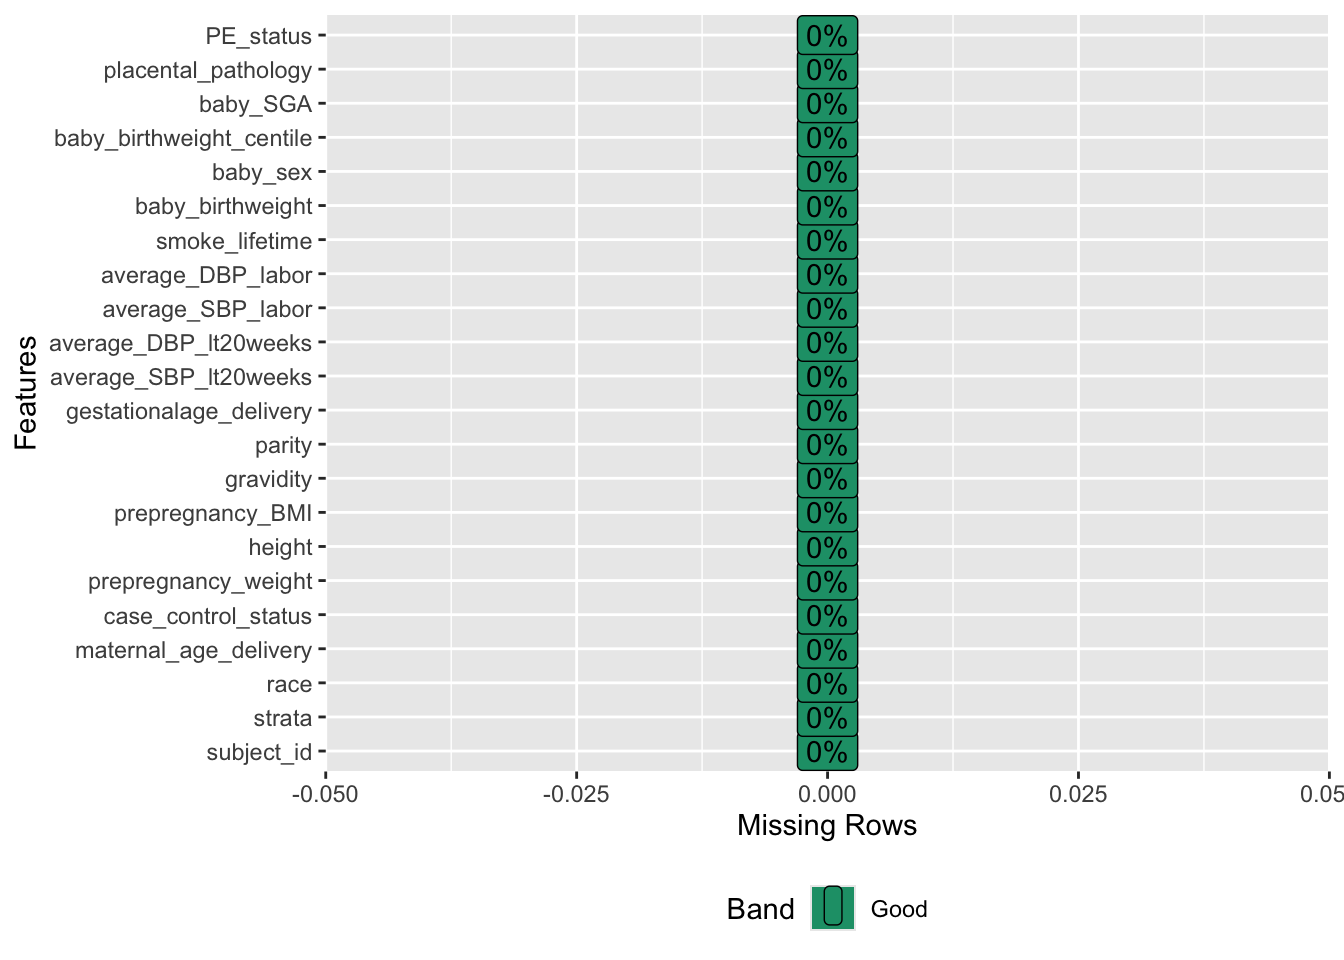 PE_status 0%
placental_pathology 0%
baby_SGA 0%
baby_birthweight_centile 0%
baby_sex 0%
baby_birthweight 0%
smoke_lifetime 0%
average_DBP_labor 0%
average_SBP_labor 0%
average_DBP_lt20weeks 0%
average_SBP_lt20weeks 0%
gestationalage_delivery 0%
parity 0%
gravidity 0%
prepregnancy_BMI 0%
height 0%
prepregnancy_weight 0%
case_control_status 0%
maternal_age_delivery 0%
race 0%
strata 0%
subject_id 0%
Features
-0.050 -0.025 0.000 0.025 0.05
Missing Rows
Band Good